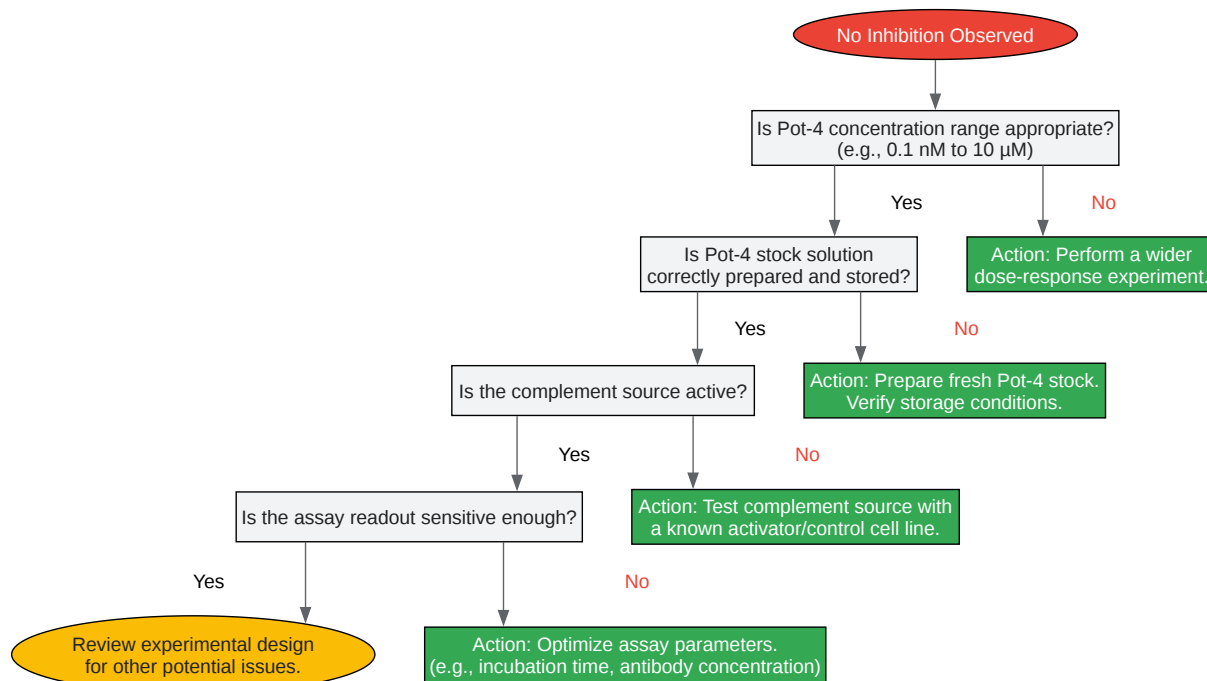 No Inhibition Observed
Is Pot-4 concentration range appropriate?
(e.g., 0.1 nM to 10 µM)
Yes
No
Is Pot-4 stock solution
correctly prepared and stored?
Action: Perform a wider
dose-response experiment.
Yes
No
Is the complement source active?
Action: Prepare fresh Pot-4 stock.
Verify storage conditions.
Yes
No
Is the assay readout sensitive enough?
Action: Test complement source with
a known activator/control cell line.
Yes
No
Review experimental design
for other potential issues.
Action: Optimize assay parameters.
(e.g., incubation time, antibody concentration)